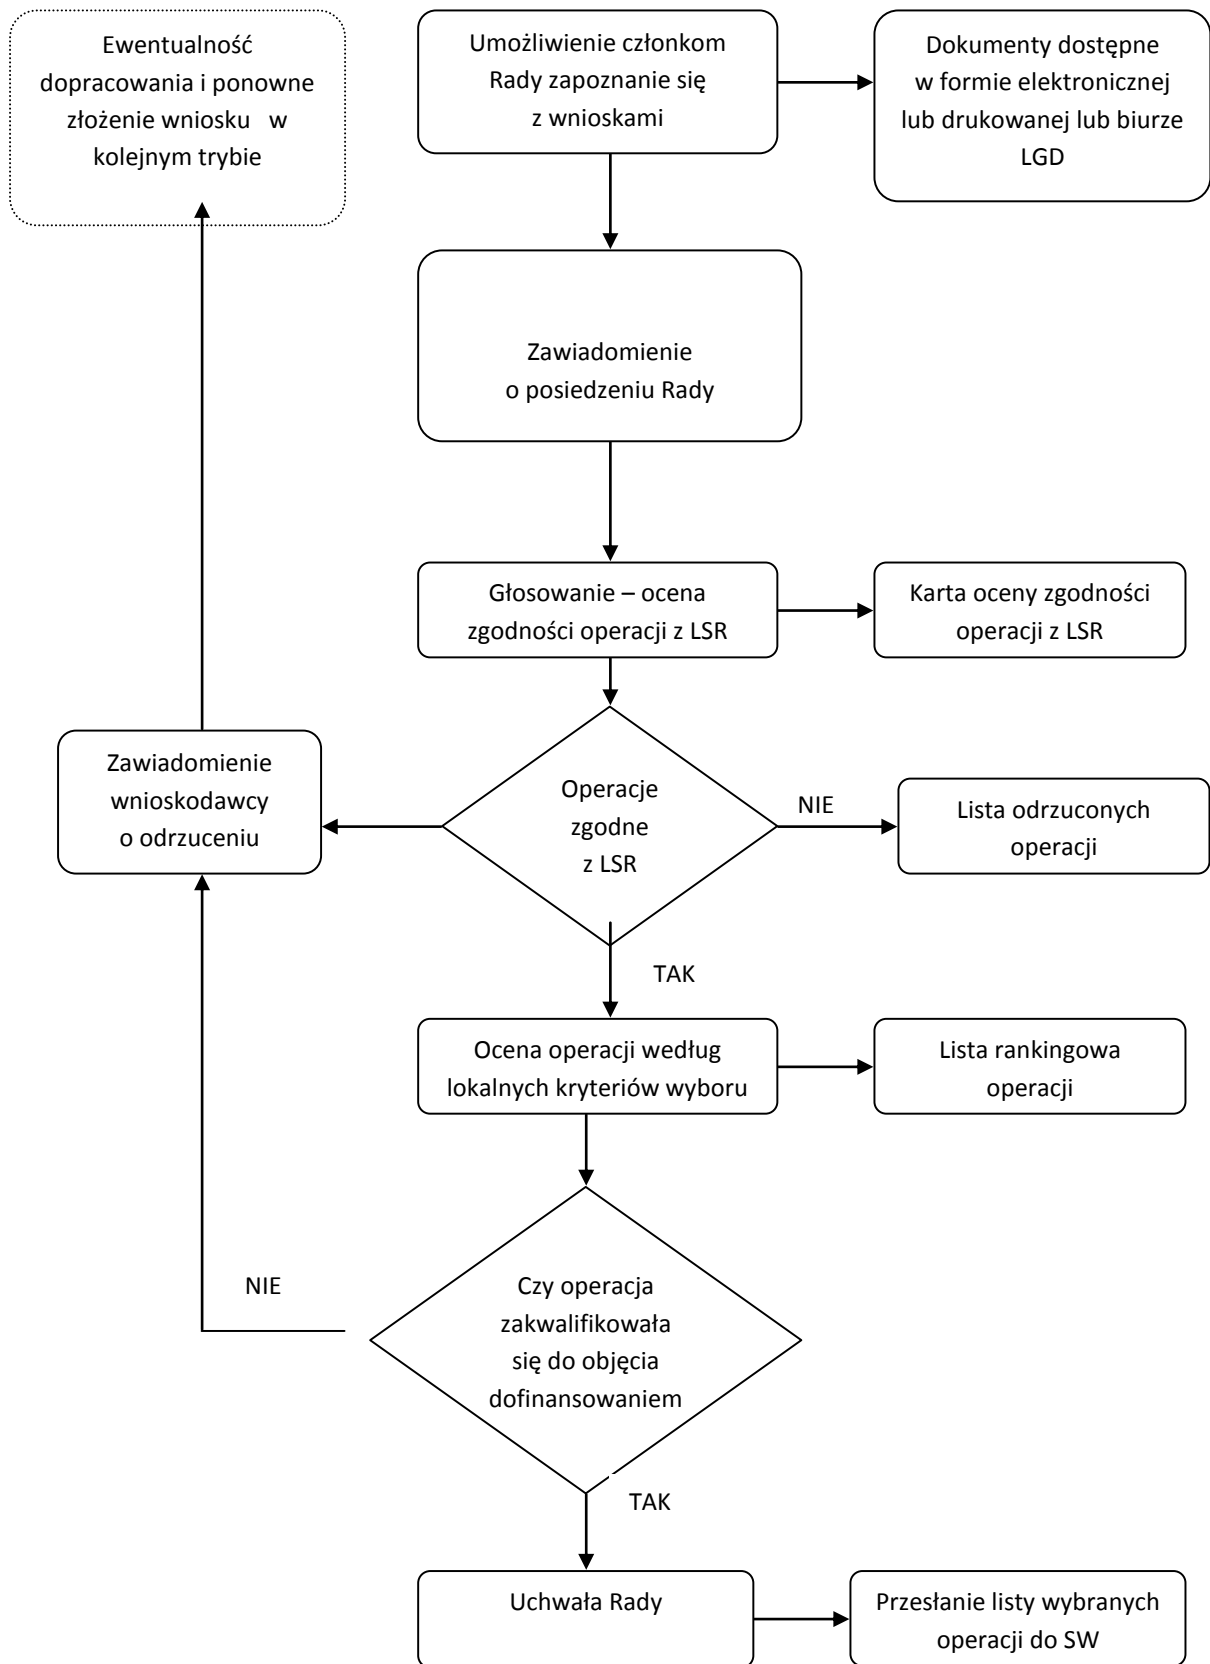 Ewentualność
dopracowania i ponowne
złożenie wniosku w
kolejnym trybie
Umożliwienie członkom
Rady zapoznanie się
z wnioskami
Dokumenty dostępne
w formie elektronicznej
lub drukowanej lub biurze
LGD
Zawiadomienie
o posiedzeniu Rady
Głosowanie – ocena
zgodności operacji z LSR
Karta oceny zgodności
operacji z LSR
Zawiadomienie
wnioskodawcy
o odrzuceniu
Operacje
zgodne
z LSR
NIE
Lista odrzuconych
operacji
TAK
Ocena operacji według
lokalnych kryteriów wyboru
Lista rankingowa
operacji
NIE
Czy operacja
zakwalifikowała
się do objęcia
dofinansowaniem
TAK
Uchwała Rady
Przesłanie listy wybranych
operacji do SW